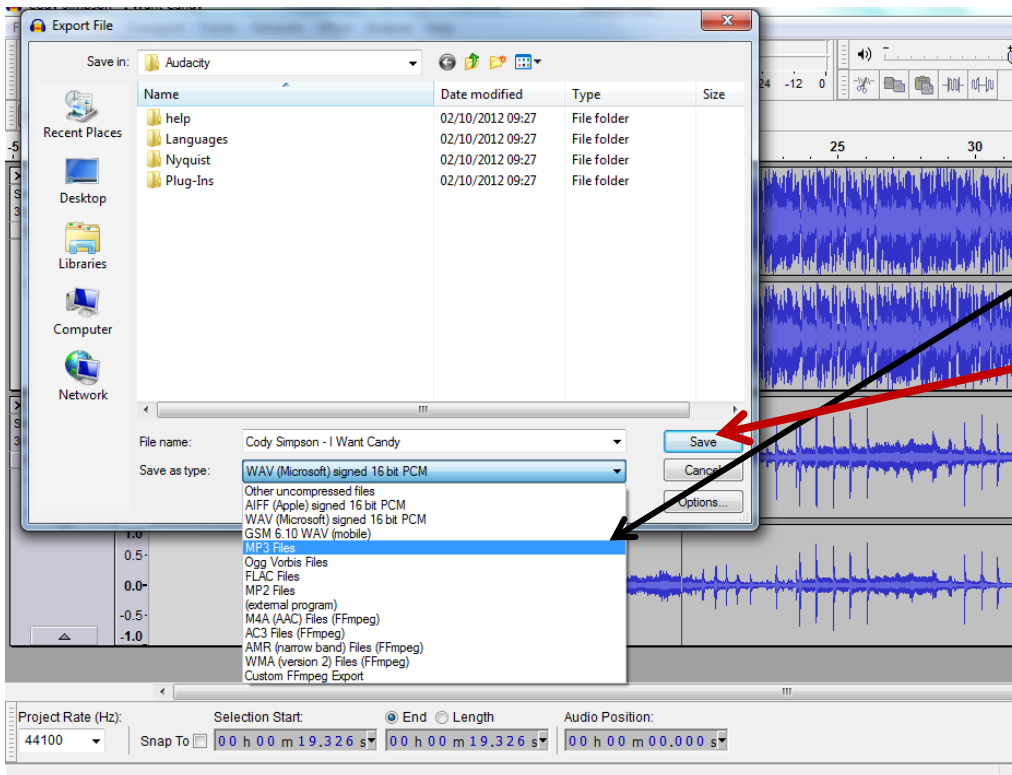 Cody Simpson - I Want Candy
Export File
Save in: Audacity
Name Date modified Type Size
help 02/10/2012 09:27 File folder
Languages 02/10/2012 09:27 File folder
Nyquist 02/10/2012 09:27 File folder
Plug-Ins 02/10/2012 09:27 File folder
Recent Places
Desktop
Libraries
Computer
Network
File name: Cody Simpson - I Want Candy Save
Save as type: WAV (Microsoft) signed 16 bit PCM Cancel
Options...
Other uncompressed files
AIFF (Apple) signed 16 bit PCM
WAV (Microsoft) signed 16 bit PCM
GSM 6.10 WAV (mobile)
MP3 Files
Ogg Vorbis Files
FLAC Files
MP2 Files
(external program)
M4A (AAC) Files (FFmpeg)
AC3 Files (FFmpeg)
AMR (narrow band) Files (FFmpeg)
WMA (version 2) Files (FFmpeg)
Custom FFmpeg Export
24 -12 0
25 30
1.0
0.5
0.0
-0.5
-1.0
Project Rate (Hz): Selection Start: End Length Audio Position:
44100 Snap To 00 h 00 m 19.326 s 00 h 00 m 19.326 s 00 h 00 m 00.000 s